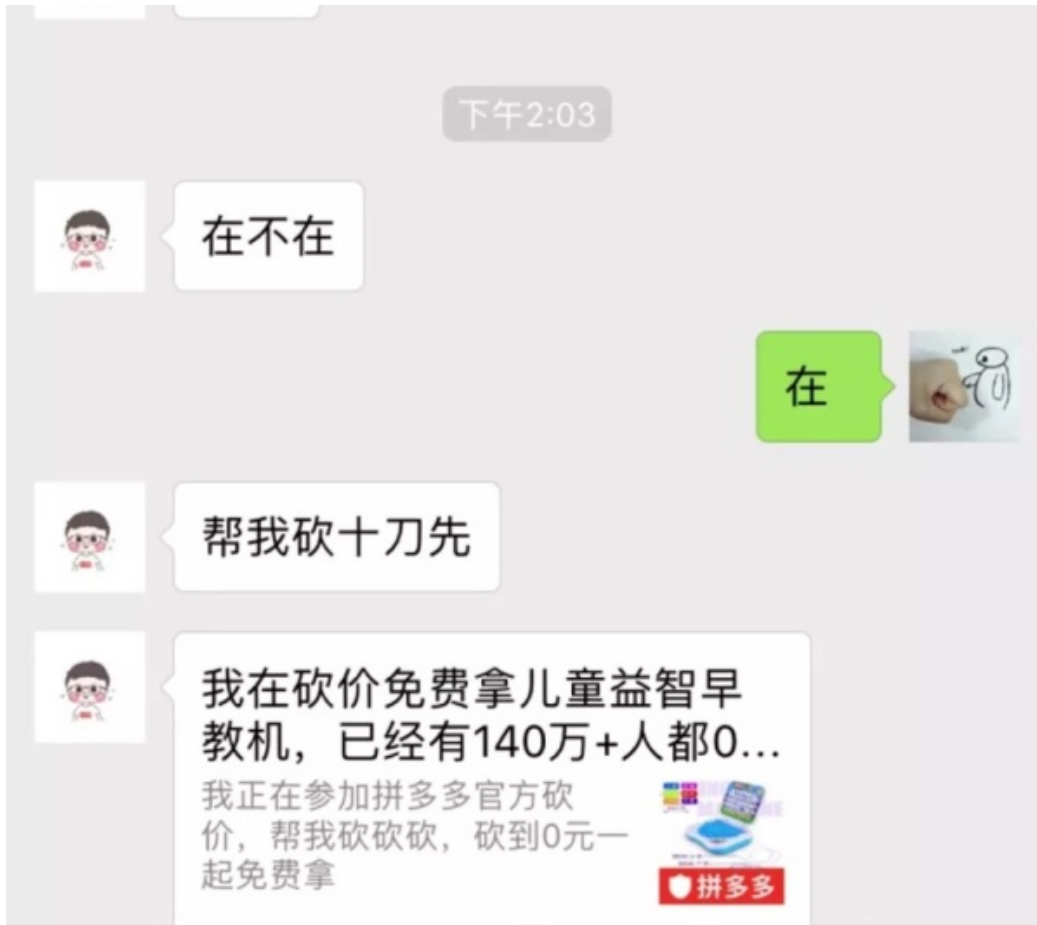 下午2:03
在不在
在
帮我砍十刀先
我在砍价免费拿儿童益智早
教机，已经有140万+人都0...
我正在参加拼多多官方砍
价，帮我砍砍砍，砍到0元一
起免费拿
拼多多